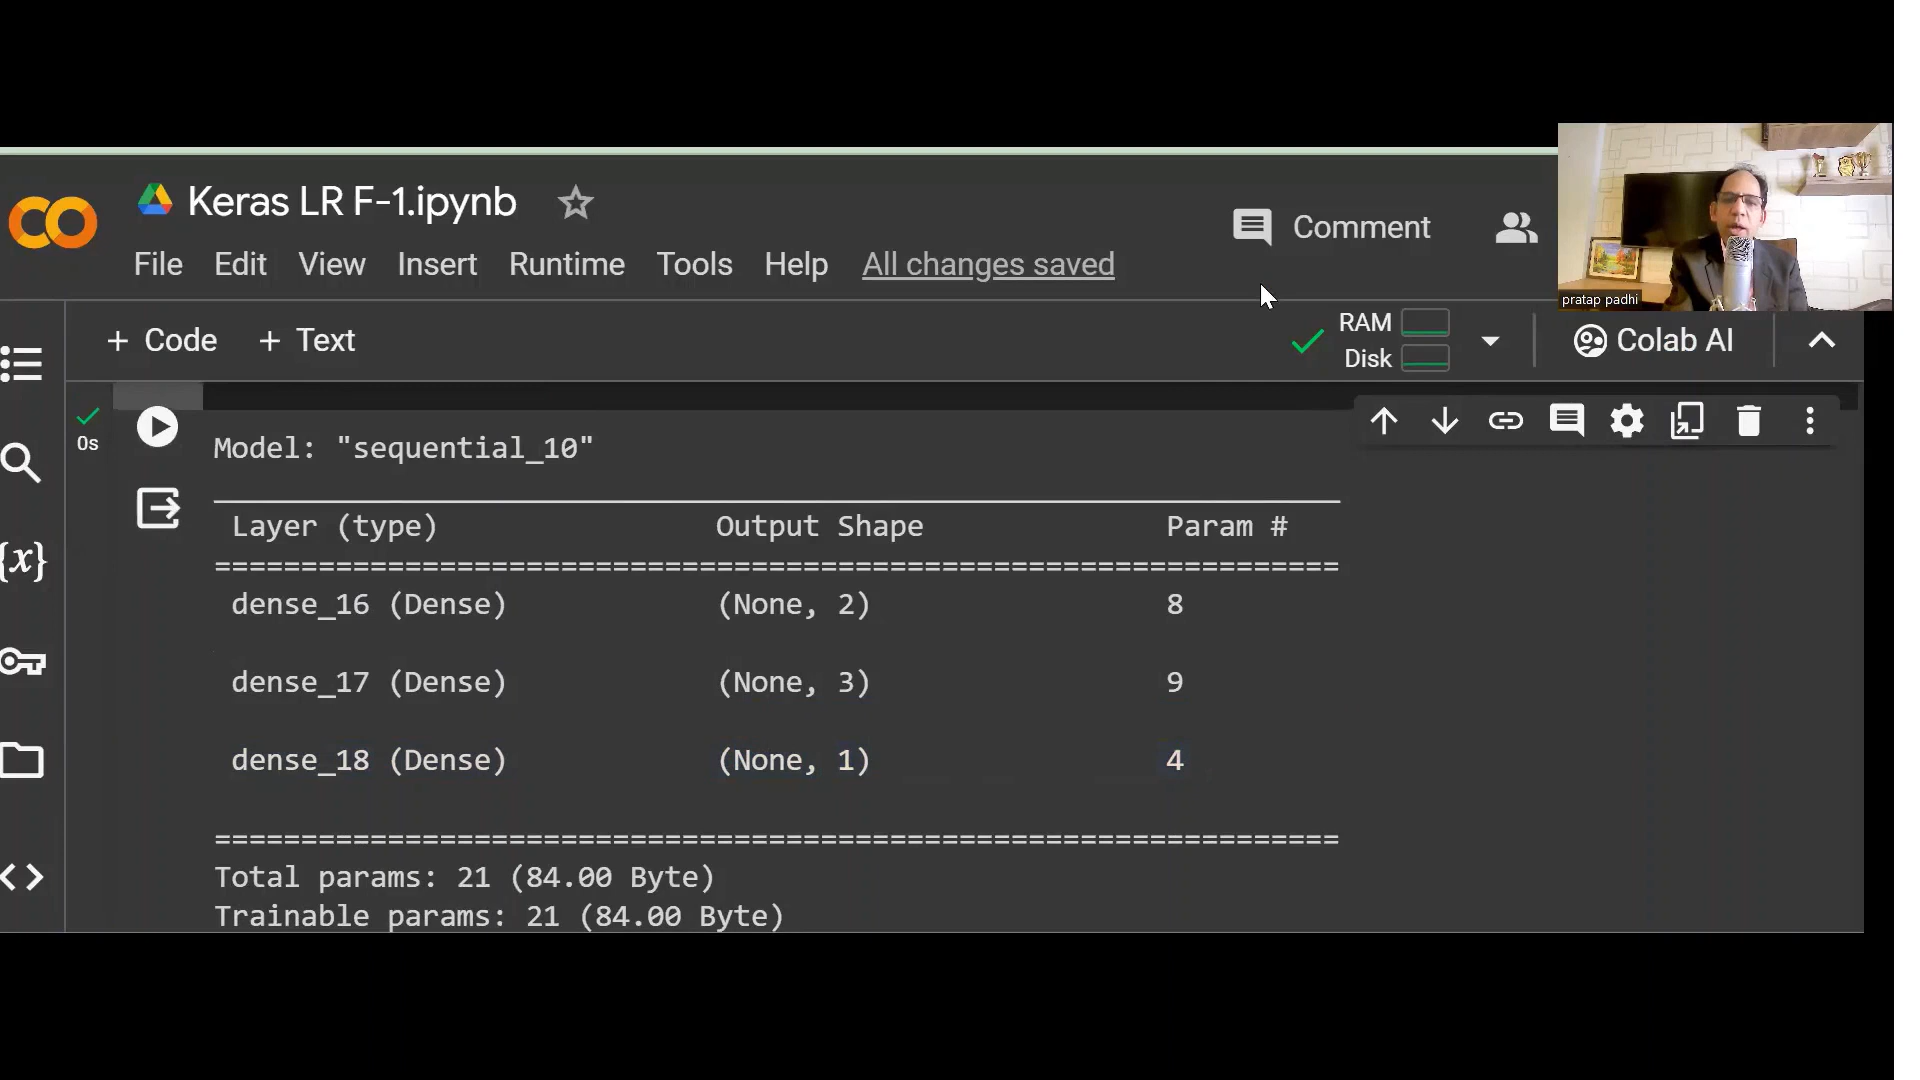 Keras LR F-1.ipynb
Comment
File Edit View Insert Runtime Tools Help All changes saved
pratap padhi
+ Code + Text
RAM
Disk
Colab AI
0s
Model: "sequential_10"
Layer (type) Output Shape Param #
=================================================================
dense_16 (Dense) (None, 2) 8
dense_17 (Dense) (None, 3) 9
dense_18 (Dense) (None, 1) 4
=================================================================
Total params: 21 (84.00 Byte)
Trainable params: 21 (84.00 Byte)
{x}